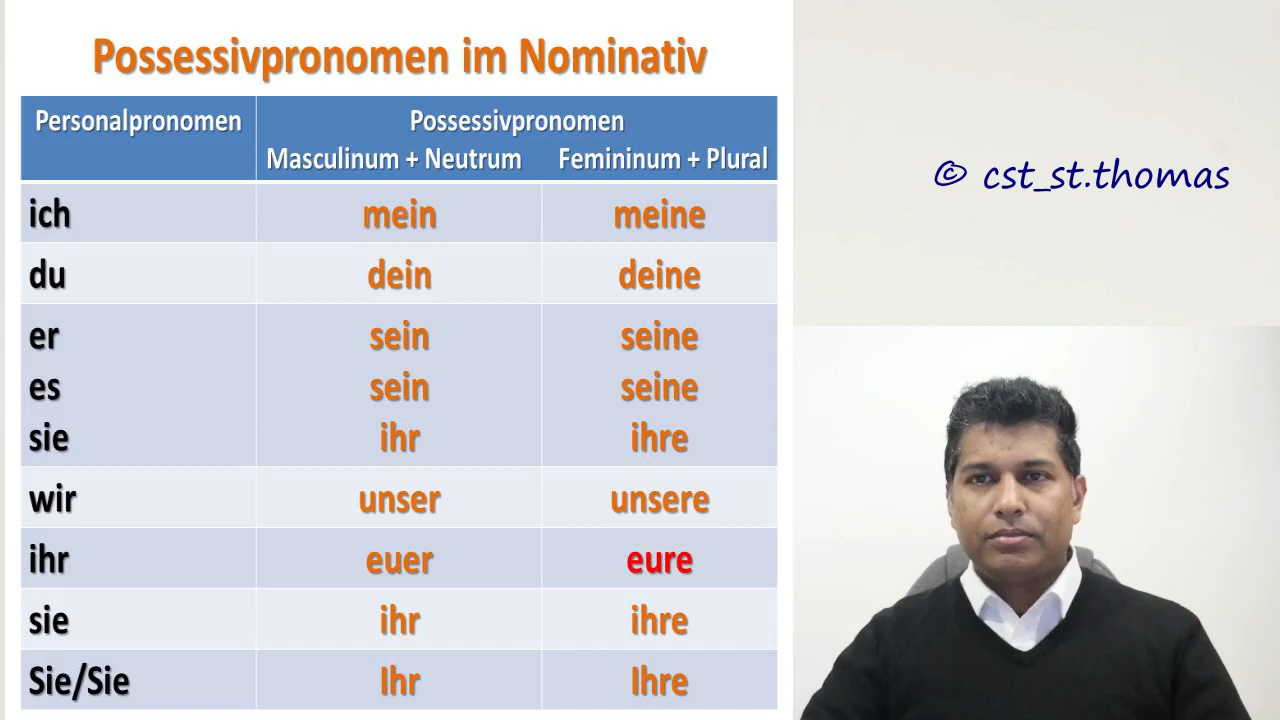 Possessivpronomen im Nominativ
Personalpronomen Possessivpronomen
Masculinum + Neutrum Femininum + Plural
ich mein meine
du dein deine
er sein seine
es sein seine
sie ihr ihre
wir unser unsere
ihr euer eure
sie ihr ihre
Sie/Sie Ihr Ihre
© cst_st.thomas